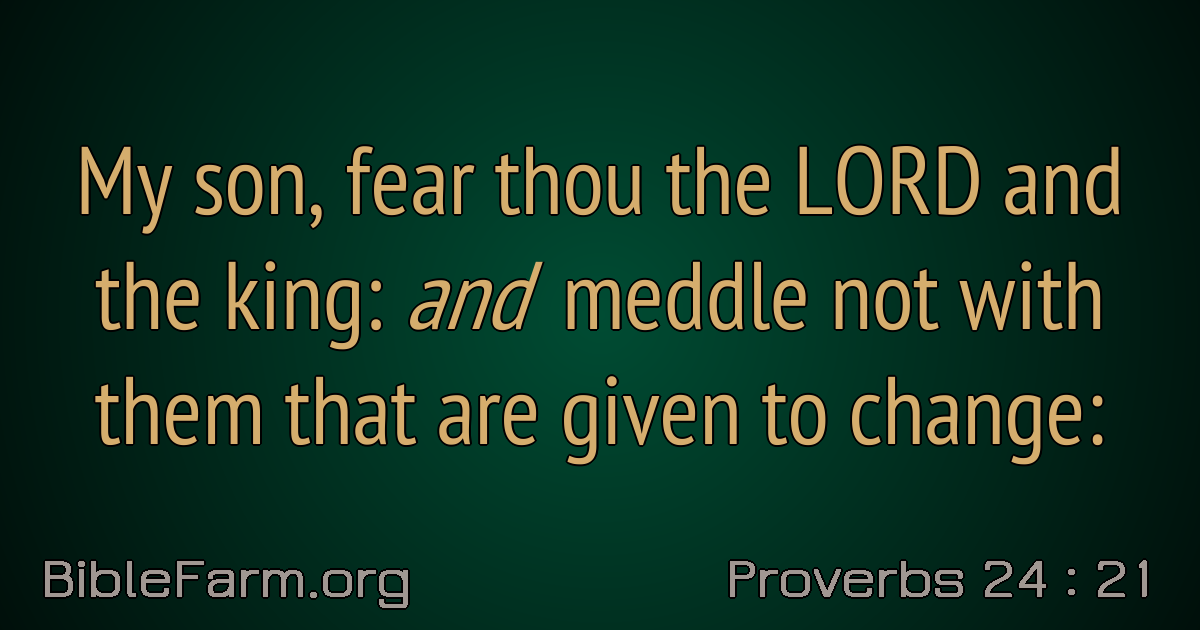 My son, fear thou the LORD and
the king: and meddle not with
them that are given to change:
BibleFarm.org
Proverbs 24 : 21